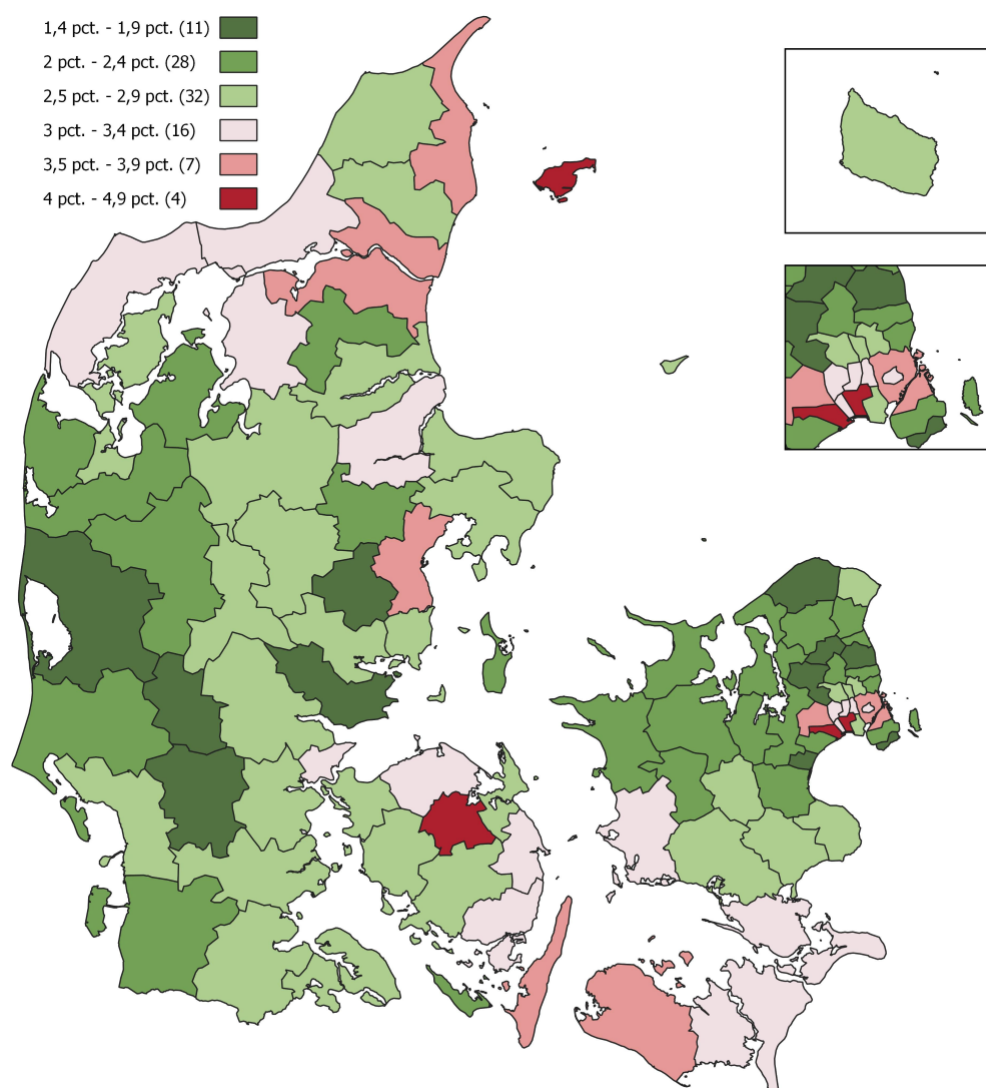 1,4 pct. - 1,9 pct. (11)
2 pct. - 2,4 pct. (28)
2,5 pct. - 2,9 pct. (32)
3 pct. - 3,4 pct. (16)
3,5 pct. - 3,9 pct. (7)
4 pct. - 4,9 pct. (4)